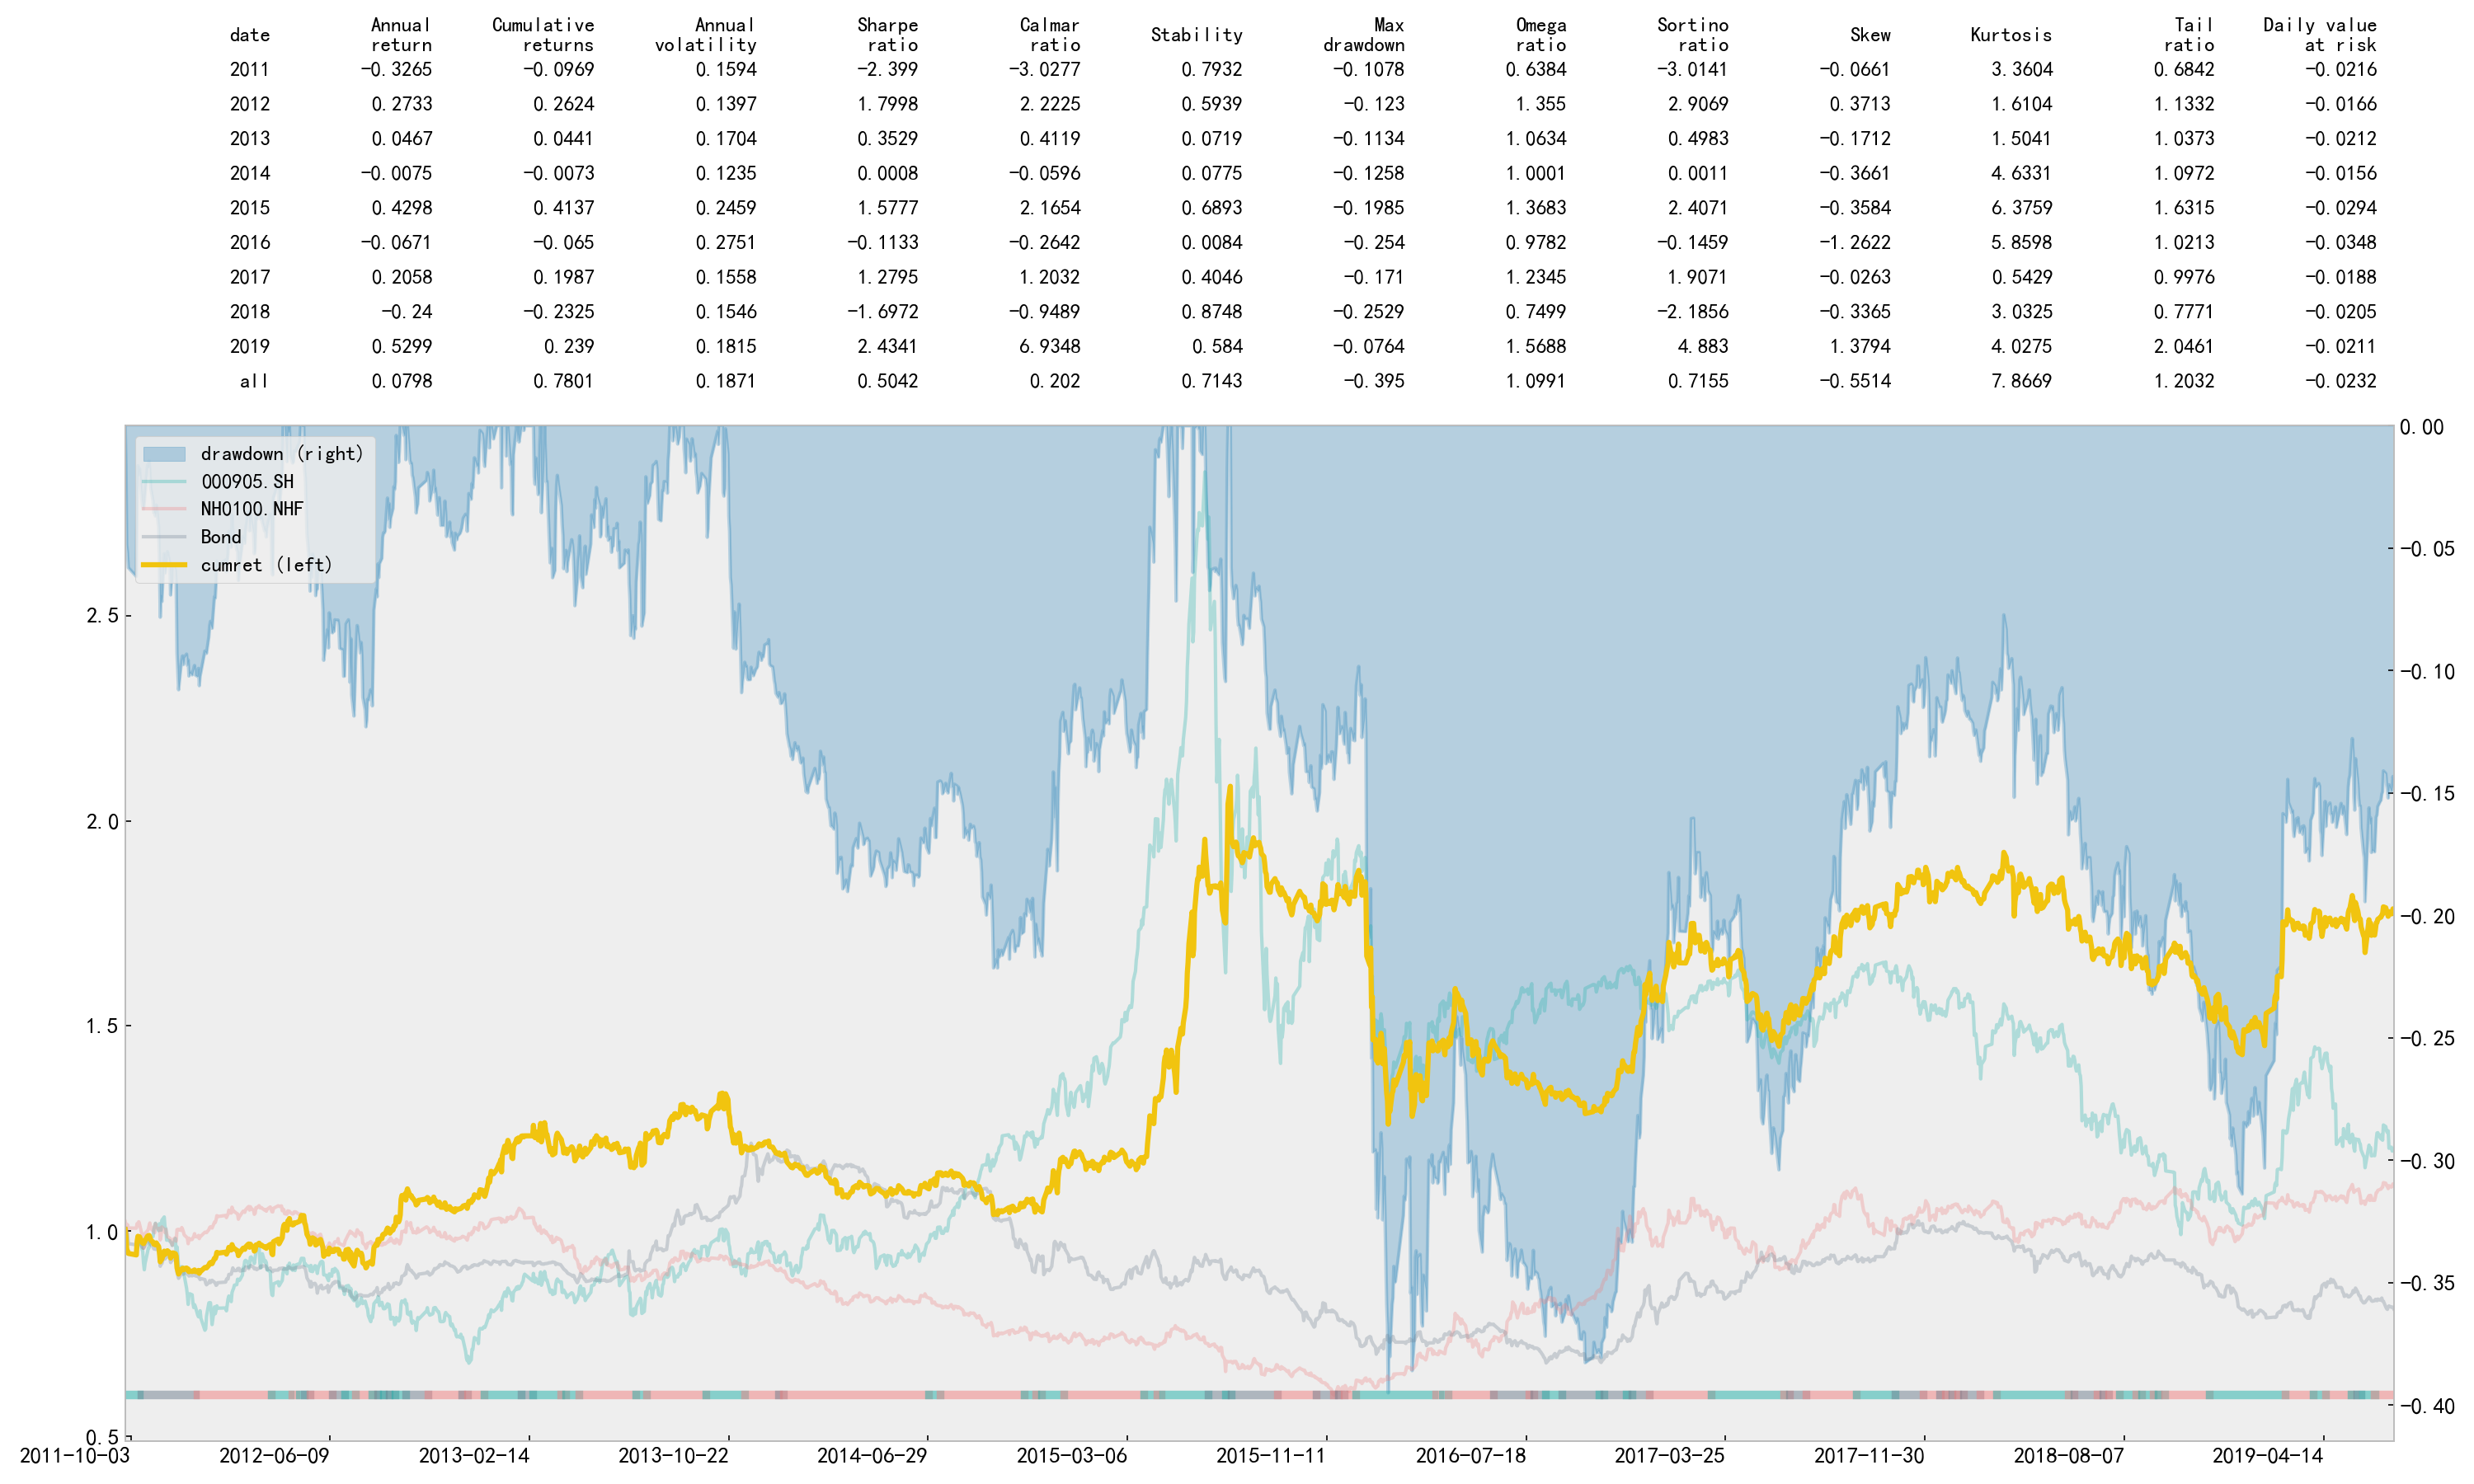 date Annual return Cumulative returns Annual volatility Sharpe ratio Calmar ratio Stability Max drawdown Omega ratio Sortino ratio Skew Kurtosis Tail ratio Daily value at risk
2011 -0.3265 -0.0969 0.1594 -2.399 -3.0277 0.7932 -0.1078 0.6384 -3.0141 -0.0661 3.3604 0.6842 -0.0216
2012 0.2733 0.2624 0.1397 1.7998 2.2225 0.5939 -0.123 1.355 2.9069 0.3713 1.6104 1.1332 -0.0166
2013 0.0467 0.0441 0.1704 0.3529 0.4119 0.0719 -0.1134 1.0634 0.4983 -0.1712 1.5041 1.0373 -0.0212
2014 -0.0075 -0.0073 0.1235 0.0008 -0.0596 0.0775 -0.1258 1.0001 0.0011 -0.3661 4.6331 1.0972 -0.0156
2015 0.4298 0.4137 0.2459 1.5777 2.1654 0.6893 -0.1985 1.3683 2.4071 -0.3584 6.3759 1.6315 -0.0294
2016 -0.0671 -0.065 0.2751 -0.1133 -0.2642 0.0084 -0.254 0.9782 -0.1459 -1.2622 5.8598 1.0213 -0.0348
2017 0.2058 0.1987 0.1558 1.2795 1.2032 0.4046 -0.171 1.2345 1.9071 -0.0263 0.5429 0.9976 -0.0188
2018 -0.24 -0.2325 0.1546 -1.6972 -0.9489 0.8748 -0.2529 0.7499 -2.1856 -0.3365 3.0325 0.7771 -0.0205
2019 0.5299 0.239 0.1815 2.4341 6.9348 0.584 -0.0764 1.5688 4.883 1.3794 4.0275 2.0461 -0.0211
all 0.0798 0.7801 0.1871 0.5042 0.202 0.7143 -0.395 1.0991 0.7155 -0.5514 7.8669 1.2032 -0.0232
drawdown (right)
000905.SH
NH0100.NHF
Bond
cumret (left)
2.5
2.0
1.5
1.0
0.5
0.00
-0.05
-0.10
-0.15
-0.20
-0.25
-0.30
-0.35
-0.40
2011-10-03 2012-06-09 2013-02-14 2013-10-22 2014-06-29 2015-03-06 2015-11-11 2016-07-18 2017-03-25 2017-11-30 2018-08-07 2019-04-14